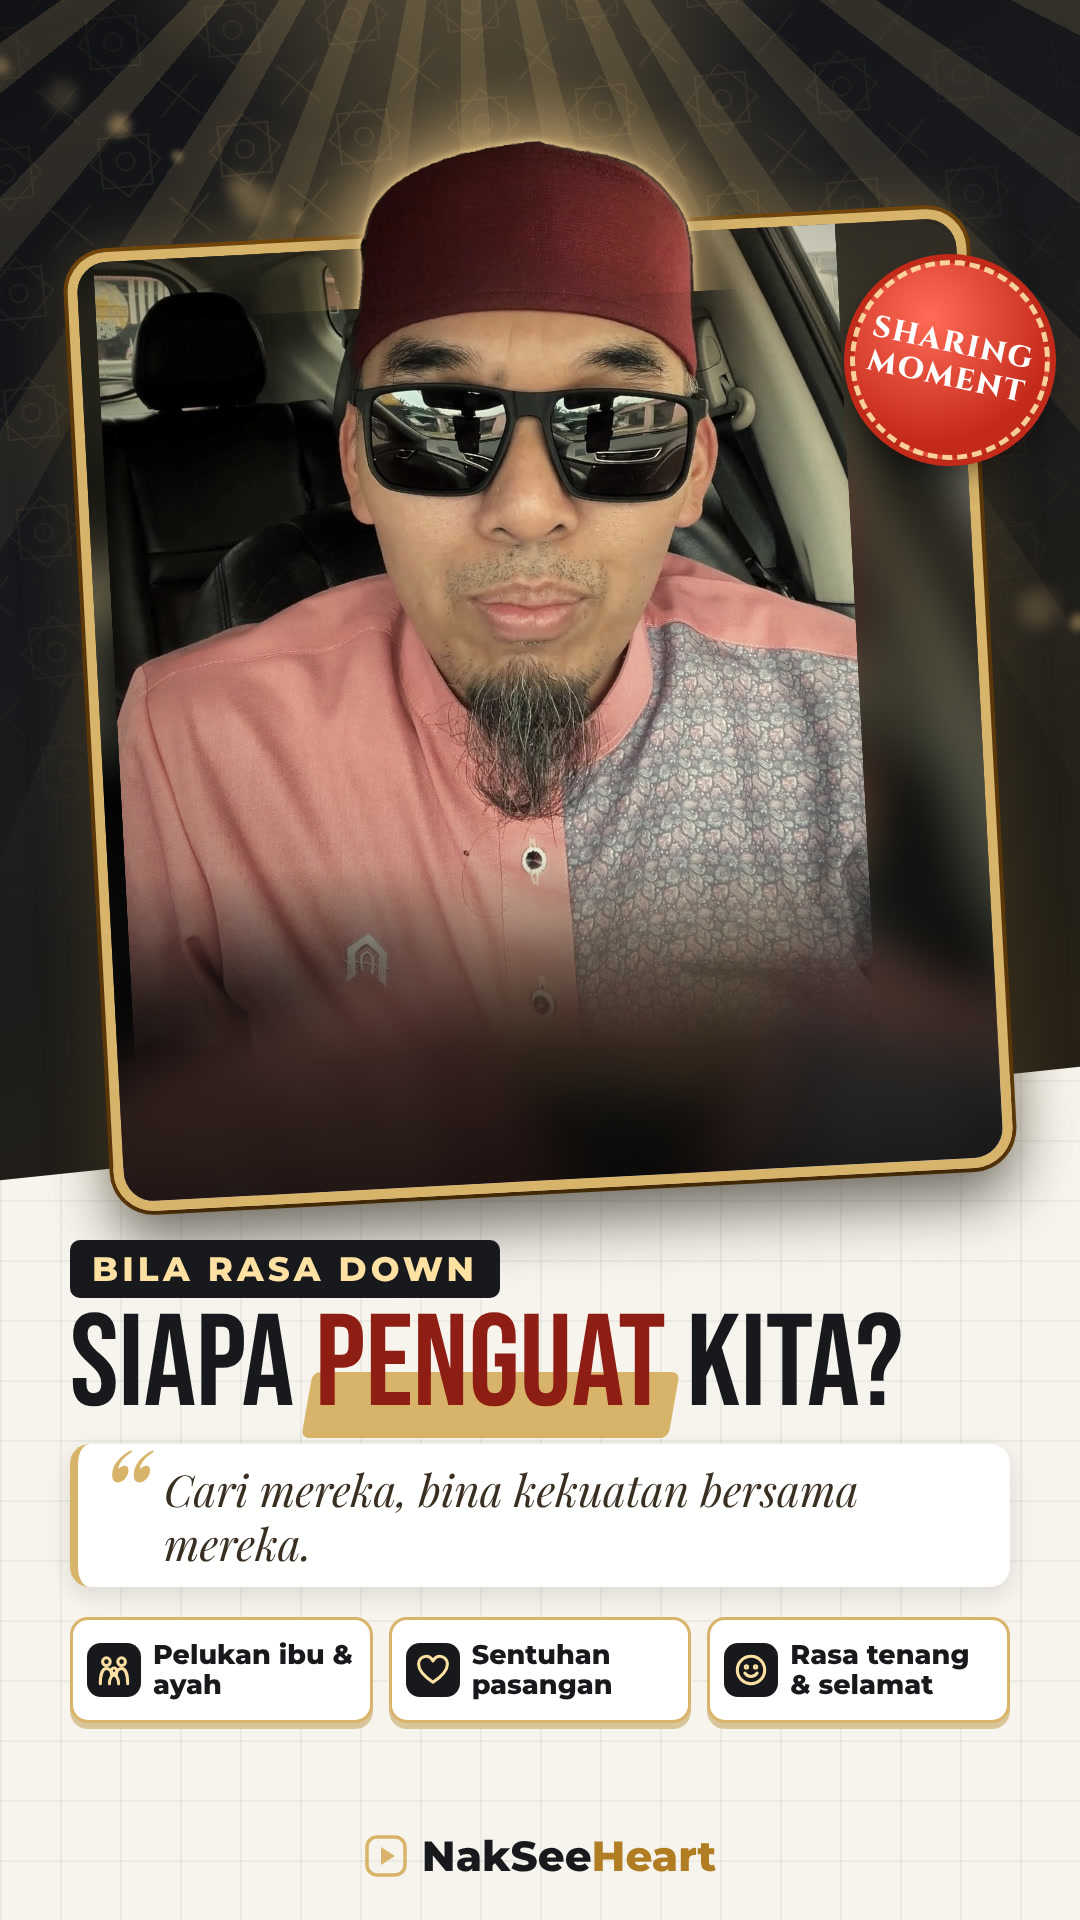 SHARING
MOMENT
BILA RASA DOWN
SIAPA PENGUAT KITA?
“Cari mereka, bina kekuatan bersama
mereka.
Pelukan ibu &
ayah
Sentuhan
pasangan
Rasa tenang
& selamat
NakSeeHeart